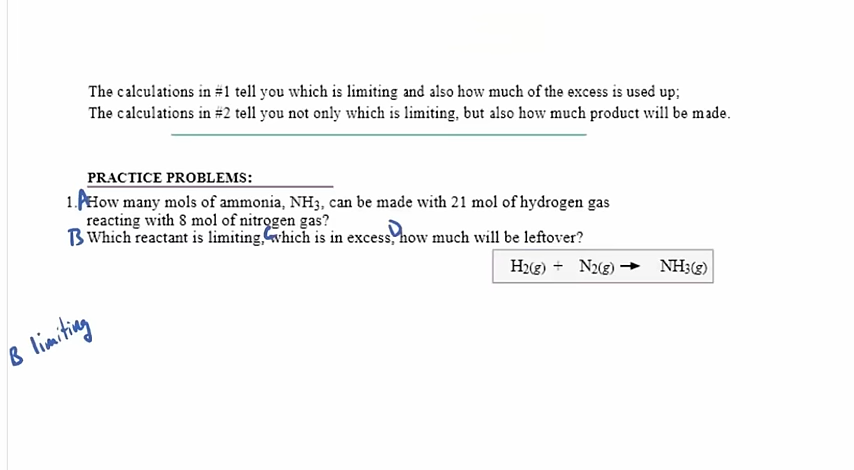 The calculations in #1 tell you which is limiting and also how much of the excess is used up;
The calculations in #2 tell you not only which is limiting, but also how much product will be made.
PRACTICE PROBLEMS:
1. A How many mols of ammonia, NH3, can be made with 21 mol of hydrogen gas
reacting with 8 mol of nitrogen gas?
B Which reactant is limiting, C which is in excess, D how much will be leftover?
H2(g) + N2(g) → NH3(g)
B limiting